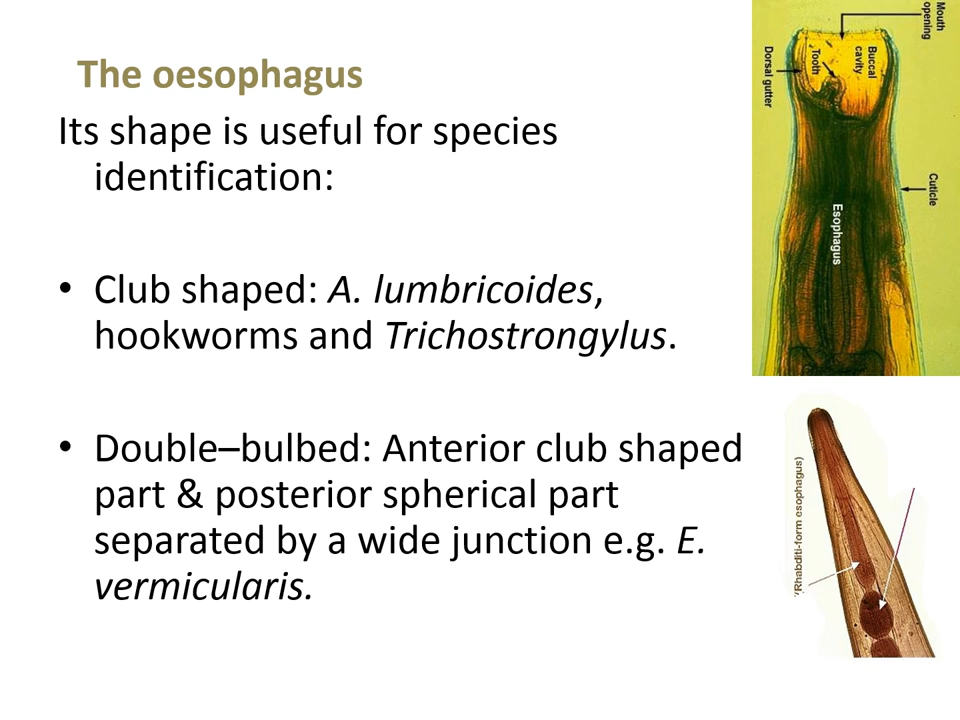 The oesophagus
Its shape is useful for species
identification:
• Club shaped: A. lumbricoides,
hookworms and Trichostrongylus.
• Double–bulbed: Anterior club shaped
part & posterior spherical part
separated by a wide junction e.g. E.
vermicularis.
Mouth
opening
Buccal
cavity
Tooth
Dorsal gutter
Cuticle
Esophagus
(Rhabditi-form esophagus)